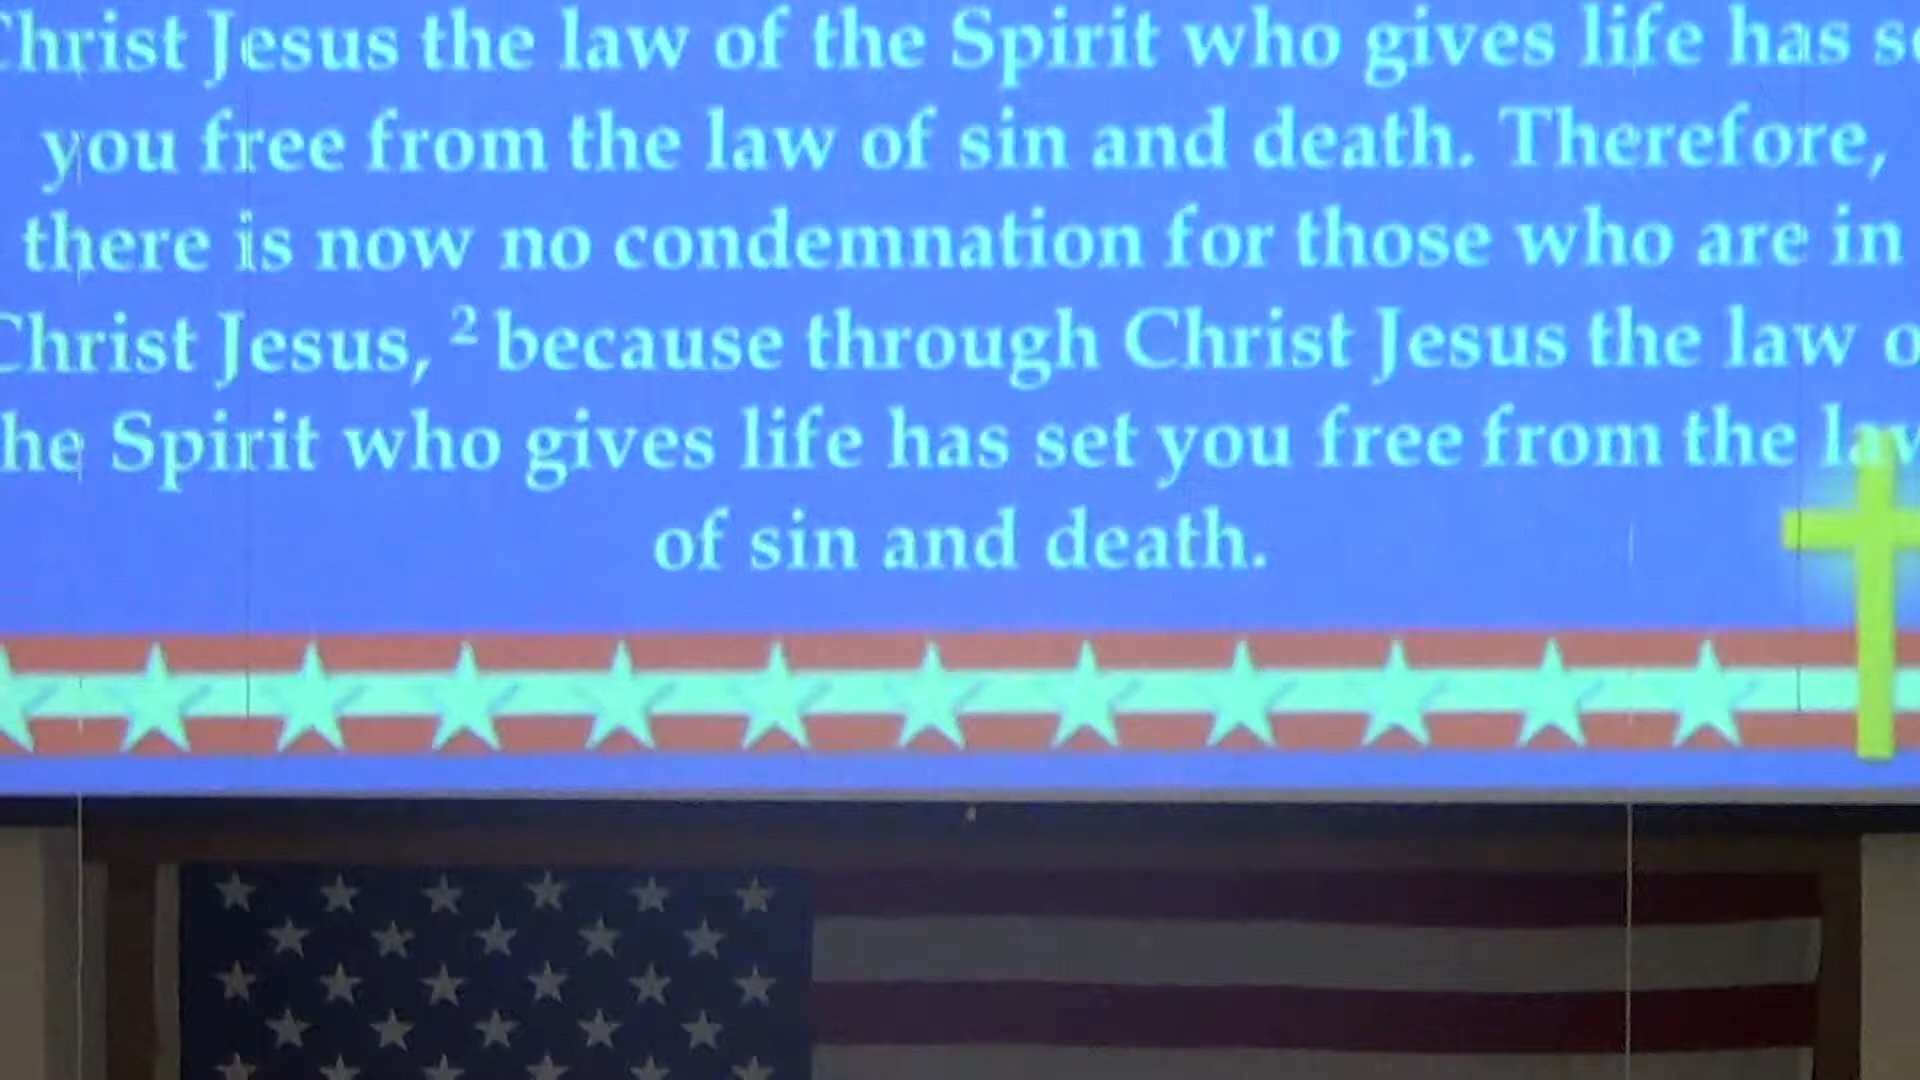 Christ Jesus the law of the Spirit who gives life has se
you free from the law of sin and death. Therefore,
there is now no condemnation for those who are in
Christ Jesus, ² because through Christ Jesus the law o
he Spirit who gives life has set you free from the law
of sin and death.